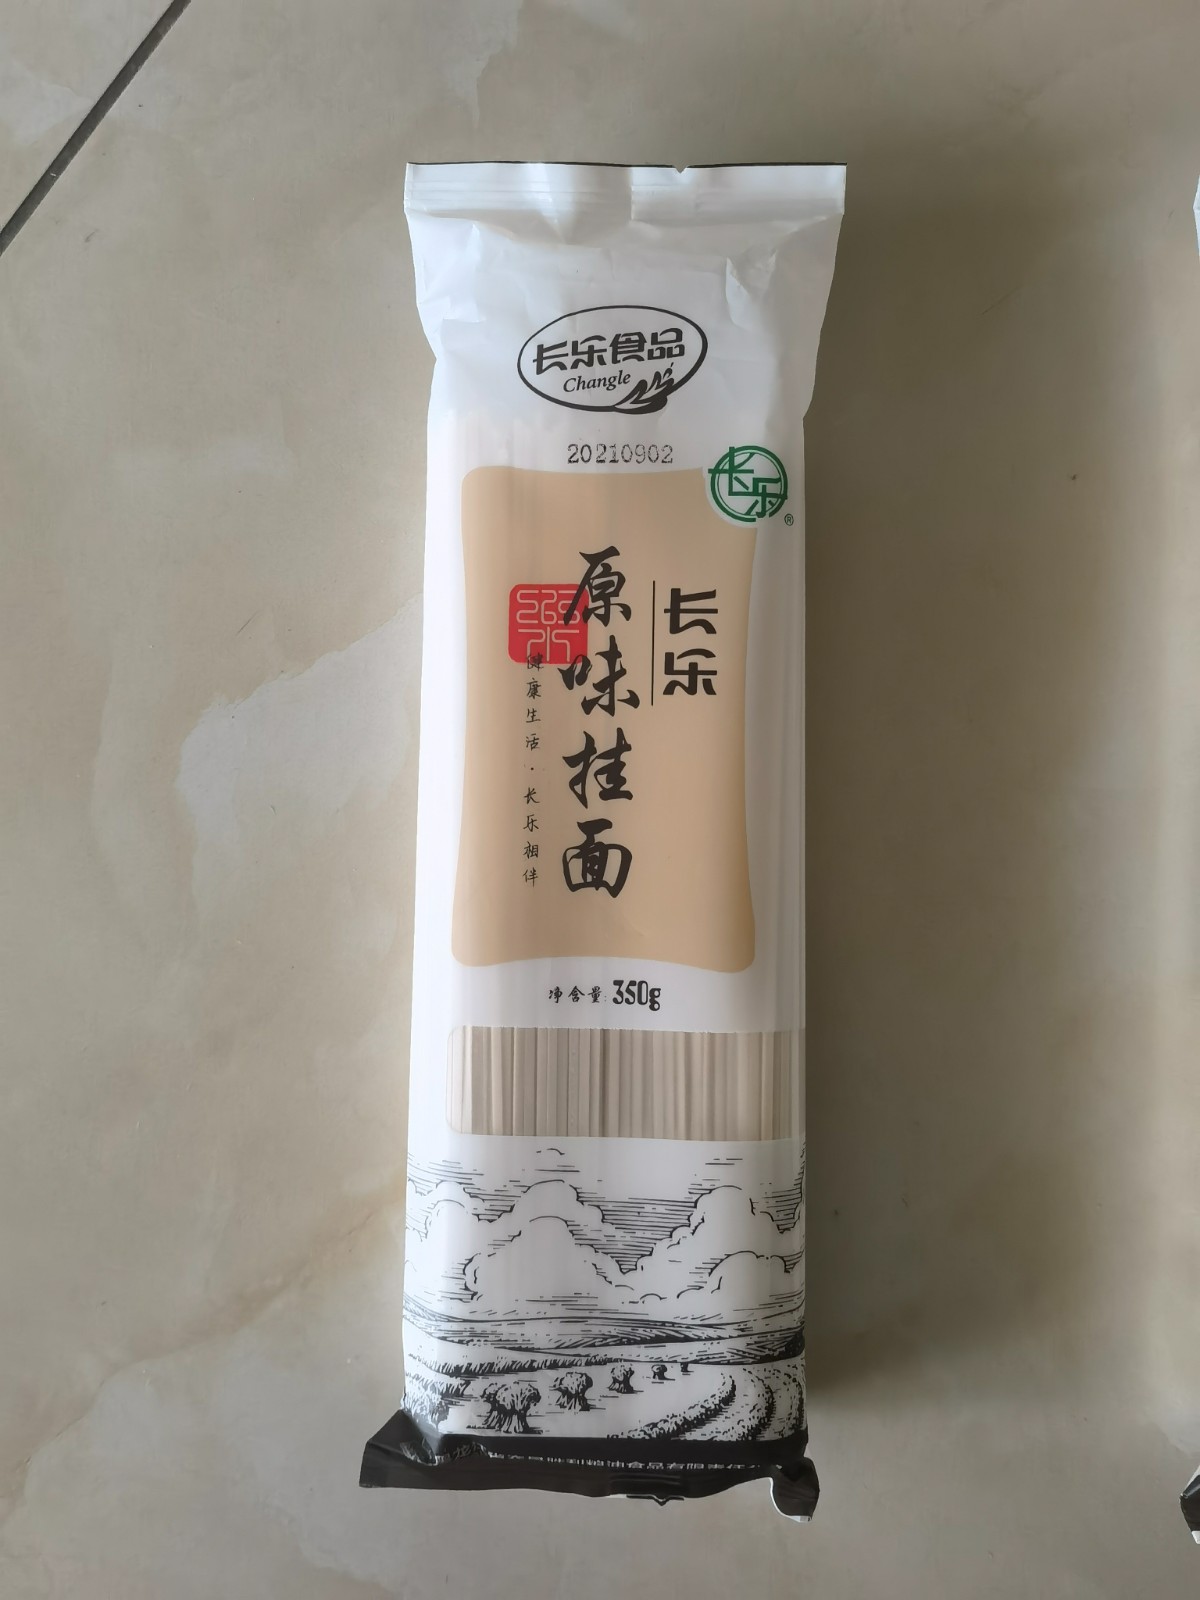 长乐食品
Changle
20210902
长乐
®
长乐
原味挂面
健康生活·长乐相伴
净含量:350g